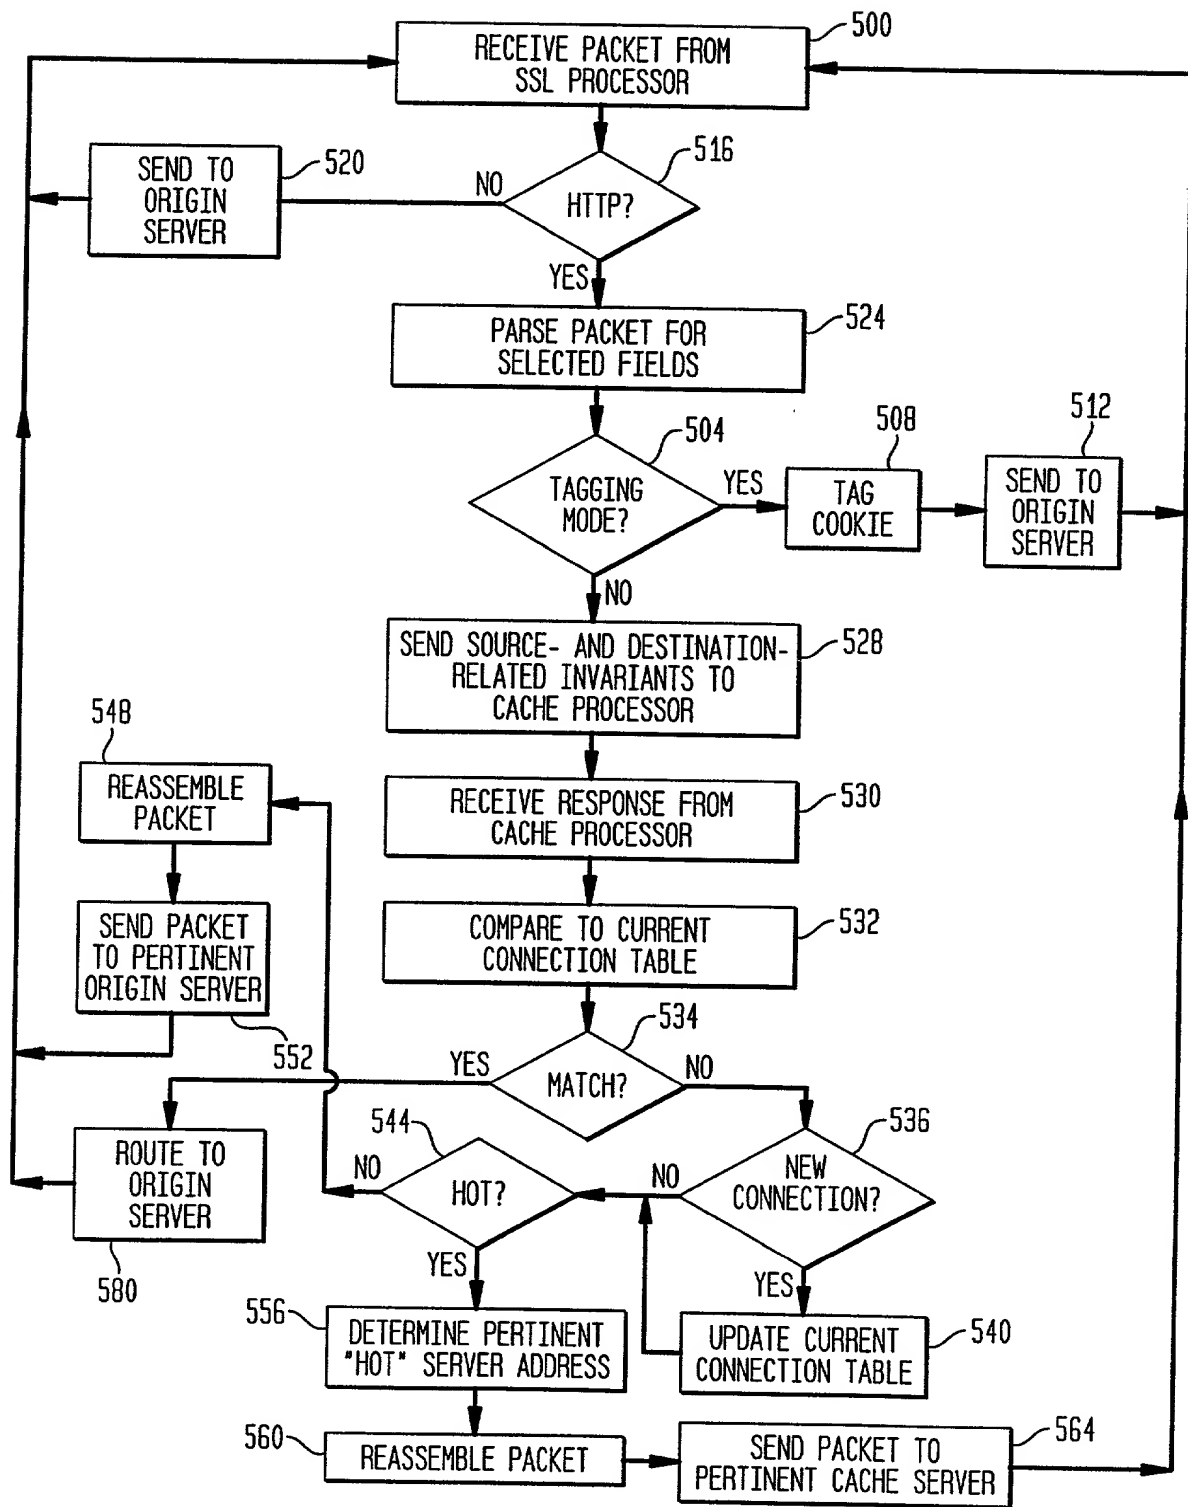 RECEIVE PACKET FROM
SSL PROCESSOR
500
516
HTTP?
NO
520
SEND TO
ORIGIN
SERVER
YES
PARSE PACKET FOR
SELECTED FIELDS
524
504
TAGGING
MODE?
YES
508
TAG
COOKIE
512
SEND TO
ORIGIN
SERVER
NO
SEND SOURCE- AND DESTINATION-
RELATED INVARIANTS TO
CACHE PROCESSOR
528
RECEIVE RESPONSE FROM
CACHE PROCESSOR
530
548
REASSEMBLE
PACKET
COMPARE TO CURRENT
CONNECTION TABLE
532
SEND PACKET
TO PERTINENT
ORIGIN SERVER
552
534
MATCH?
YES
NO
ROUTE TO
ORIGIN
SERVER
580
536
NEW
CONNECTION?
NO
544
HOT?
NO
YES
YES
UPDATE CURRENT
CONNECTION TABLE
540
556
DETERMINE PERTINENT
"HOT" SERVER ADDRESS
560
REASSEMBLE PACKET
SEND PACKET TO
PERTINENT CACHE SERVER
564